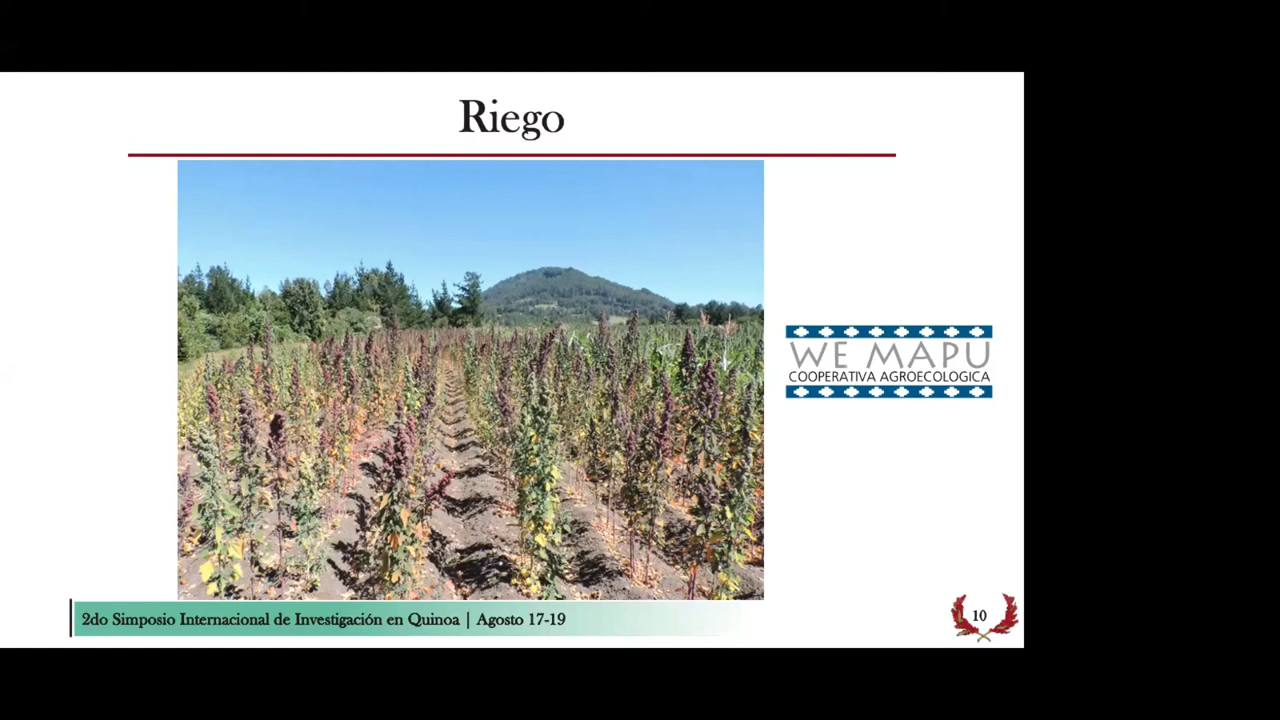 Riego
WE MAPU
COOPERATIVA AGROECOLOGICA
2do Simposio Internacional de Investigación en Quinoa | Agosto 17-19
10